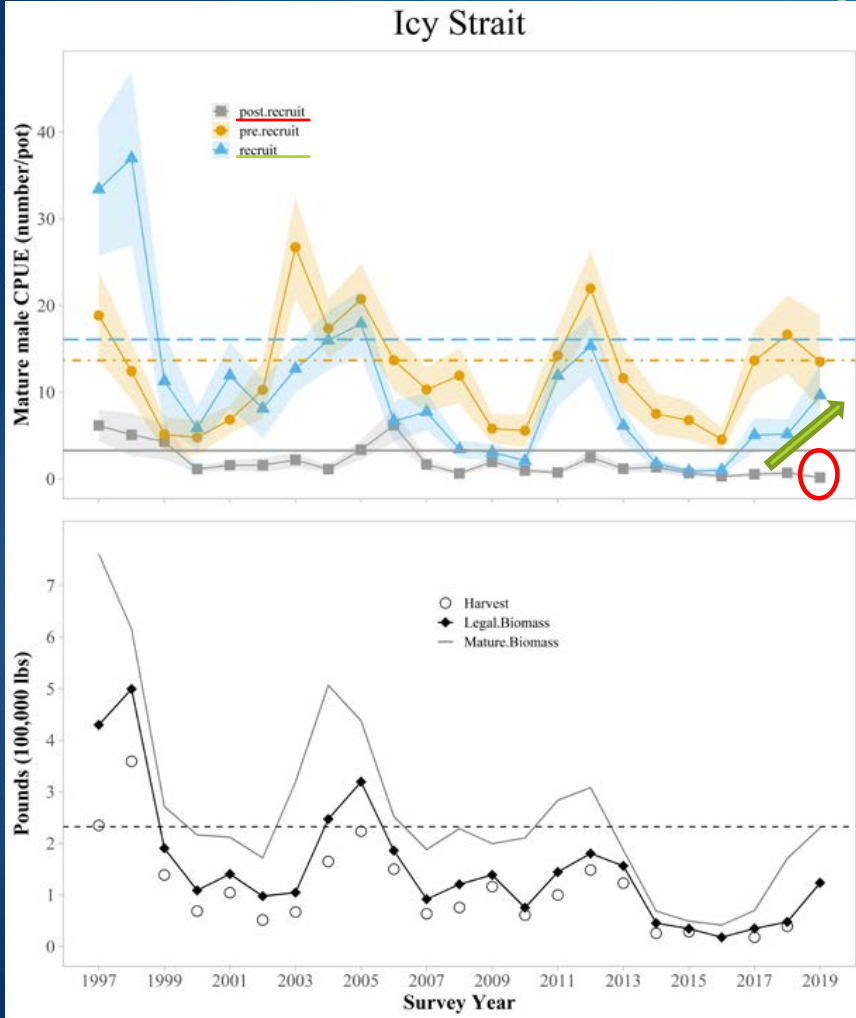 Icy Strait
Mature male CPUE (number/pot)
40
30
20
10
0
post.recruit
pre.recruit
recruit
Pounds (100,000 lbs)
7
6
5
4
3
2
1
0
Harvest
Legal.Biomass
Mature.Biomass
1997 1999 2001 2003 2005 2007 2009 2011 2013 2015 2017 2019
Survey Year